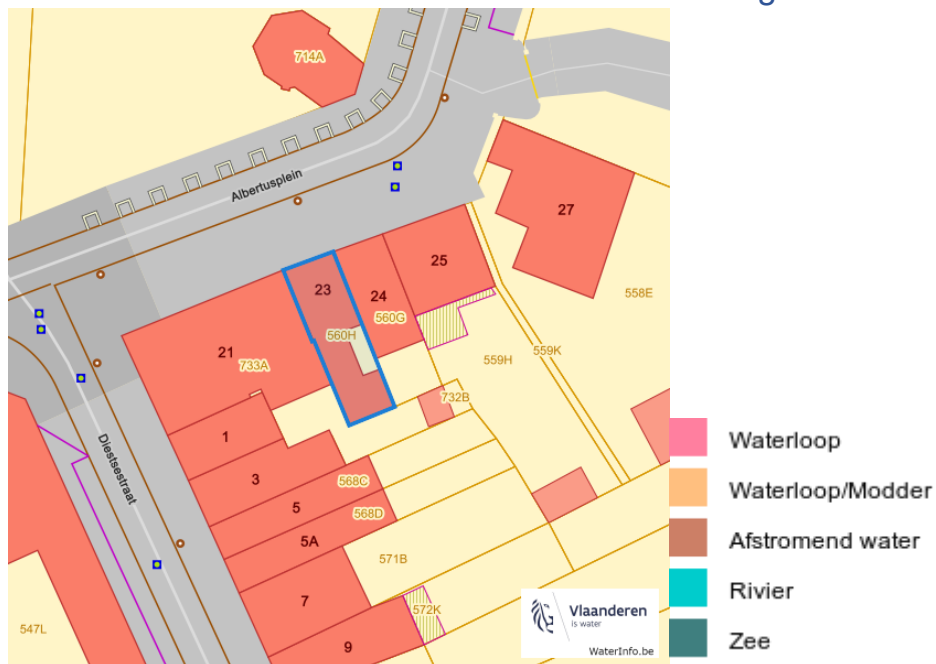 714A
Albertusplein
27
25
23
24
558E
560G
560H
559K
21
733A
559H
732B
1
Diestsestraat
3
568C
5
568D
5A
571B
7
572K
547L
9
Vlaanderen
is water
WaterInfo.be
Waterloop
Waterloop/Modder
Afstromend water
Rivier
Zee